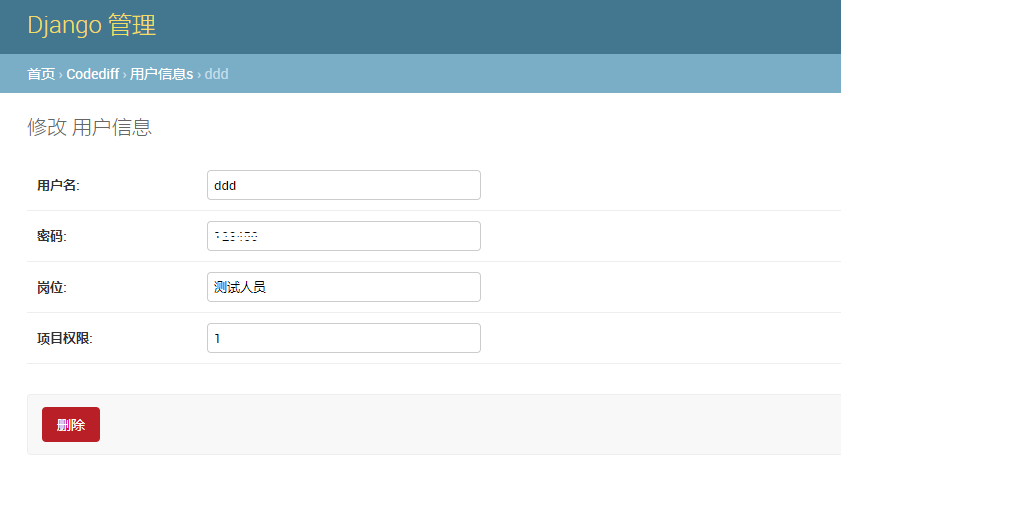 Django 管理
首页 › Codediff › 用户信息s › ddd
修改 用户信息
用户名: ddd
密码:
岗位: 测试人员
项目权限: 1
删除